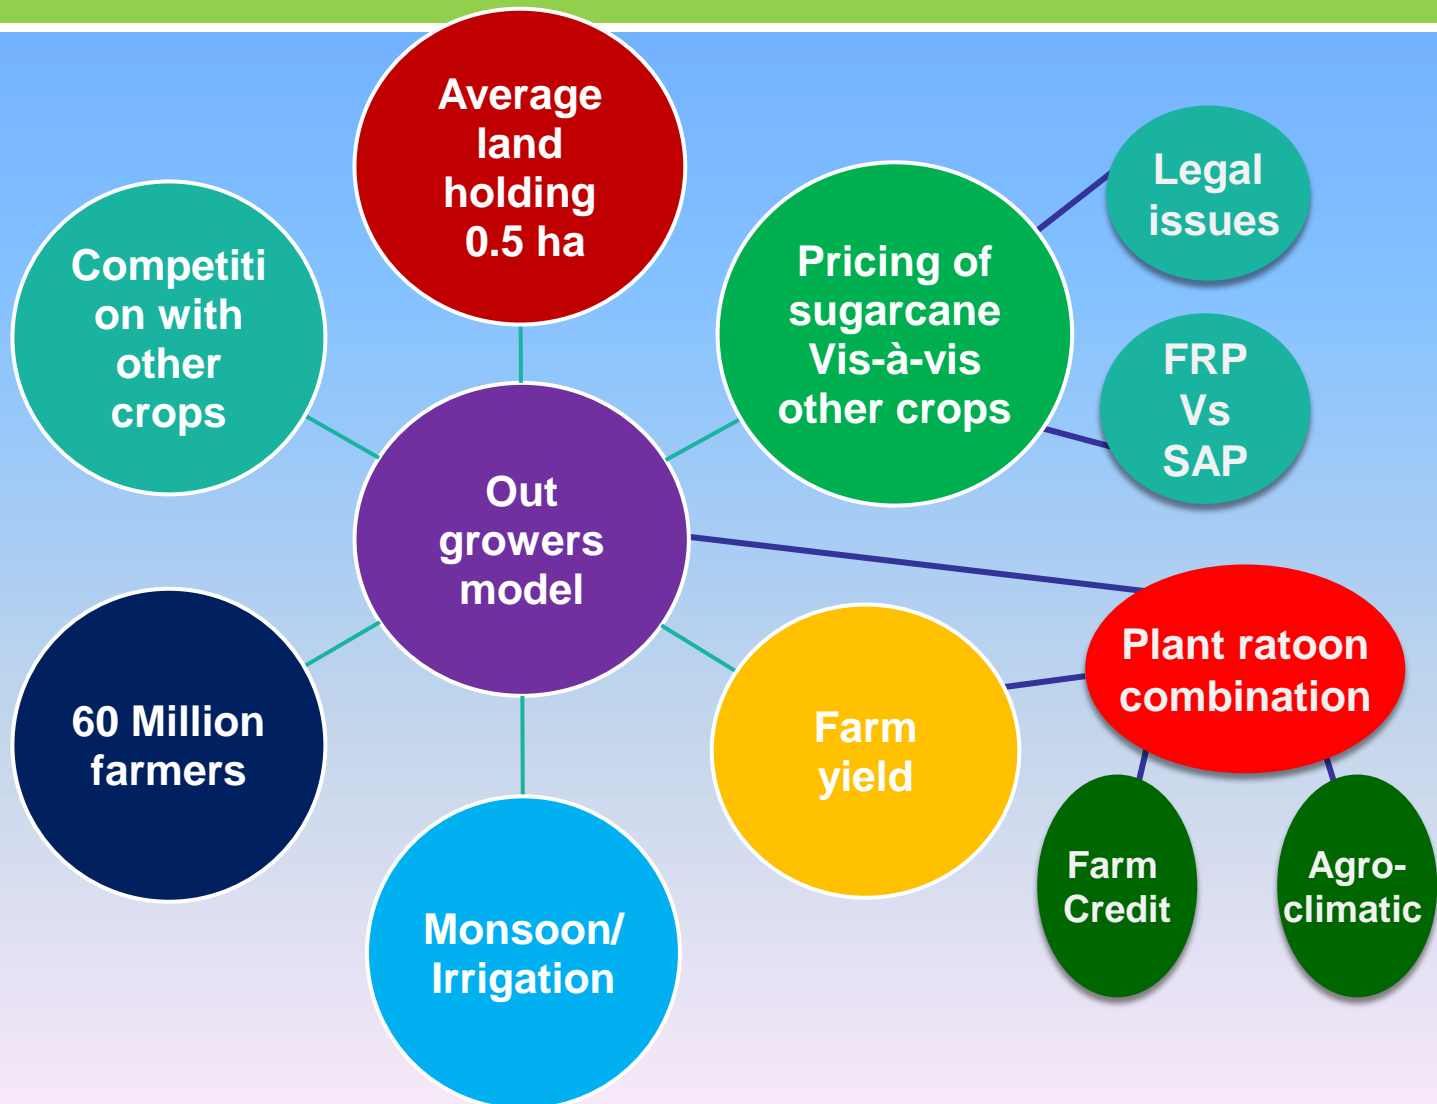 Average
land
holding
0.5 ha
Competiti
on with
other
crops
Pricing of
sugarcane
Vis-à-vis
other crops
Legal
issues
FRP
Vs
SAP
Out
growers
model
Plant ratoon
combination
60 Million
farmers
Farm
yield
Farm
Credit
Agro-
climatic
Monsoon/
Irrigation